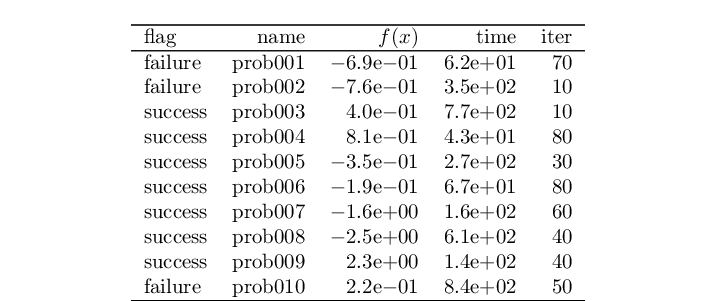 flag name f(x) time iter
failure prob001 −6.9e−01 6.2e+01 70
failure prob002 −7.6e−01 3.5e+02 10
success prob003 4.0e−01 7.7e+02 10
success prob004 8.1e−01 4.3e+01 80
success prob005 −3.5e−01 2.7e+02 30
success prob006 −1.9e−01 6.7e+01 80
success prob007 −1.6e+00 1.6e+02 60
success prob008 −2.5e+00 6.1e+02 40
success prob009 2.3e+00 1.4e+02 40
failure prob010 2.2e−01 8.4e+02 50